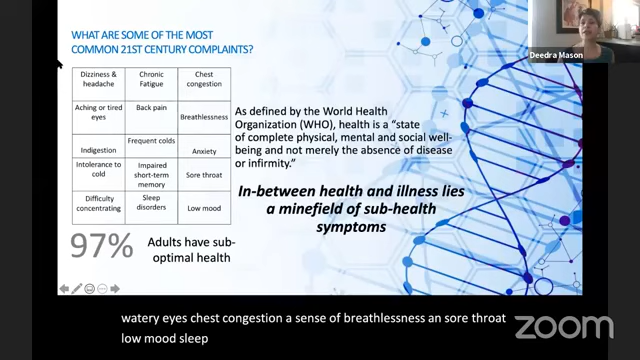 WHAT ARE SOME OF THE MOST
COMMON 21ST CENTURY COMPLAINTS?
Deedra Mason
Dizziness &
headache
Chronic
Fatigue
Chest
congestion
Aching or tired
eyes
Back pain
Breathlessness
Indigestion
Frequent colds
Anxiety
Intolerance to
cold
Impaired
short-term
memory
Sore throat
Difficulty
concentrating
Sleep
disorders
Low mood
97%
Adults have sub-
optimal health
As defined by the World Health
Organization (WHO), health is a “state
of complete physical, mental and social well-
being and not merely the absence of disease
or infirmity.”
In-between health and illness lies
a minefield of sub-health
symptoms
watery eyes chest congestion a sense of breathlessness an sore throat
low mood sleep
zoom